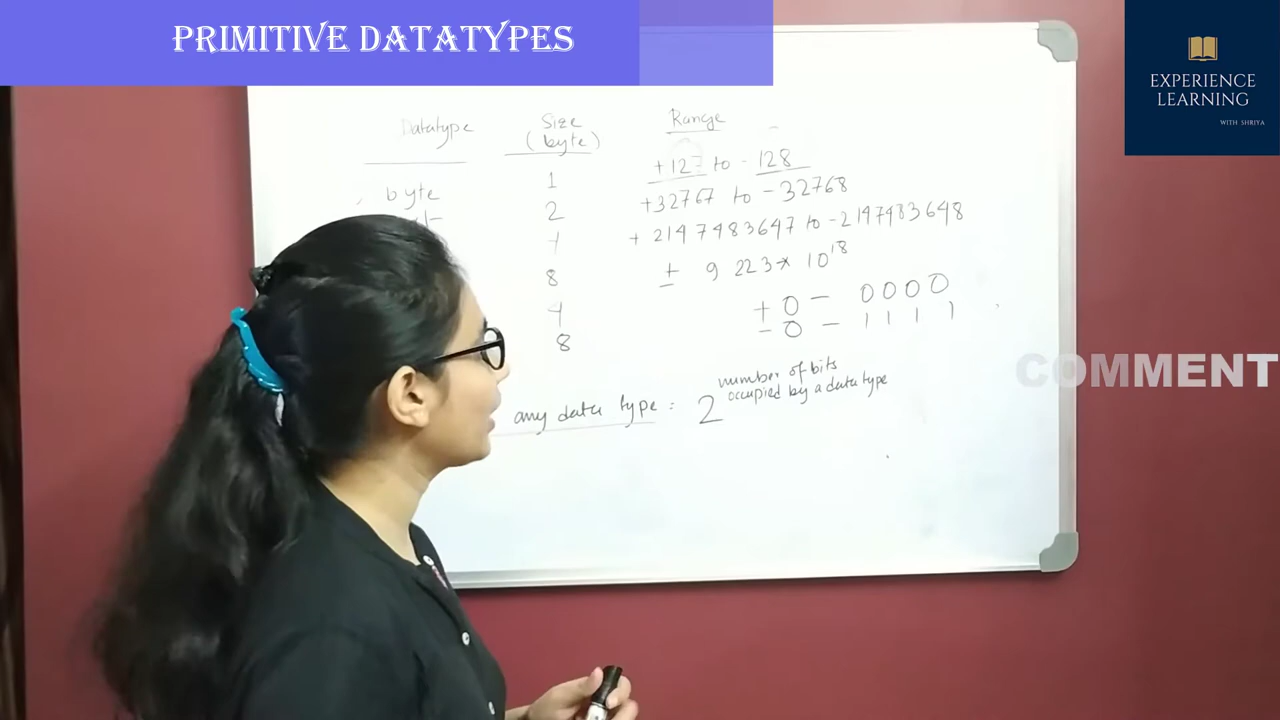 PRIMITIVE DATATYPES
EXPERIENCE
LEARNING
WITH SHRIYA
Datatype Size (byte) Range
byte 1 +127 to -128
2 +32767 to -32768
4 + 2147483647 to -2147483648
8 ± 9 223* 10^18
4 +0 - 0000
8 -0 - 1111
any data type : 2^number of bits occupied by a data type
COMMENT